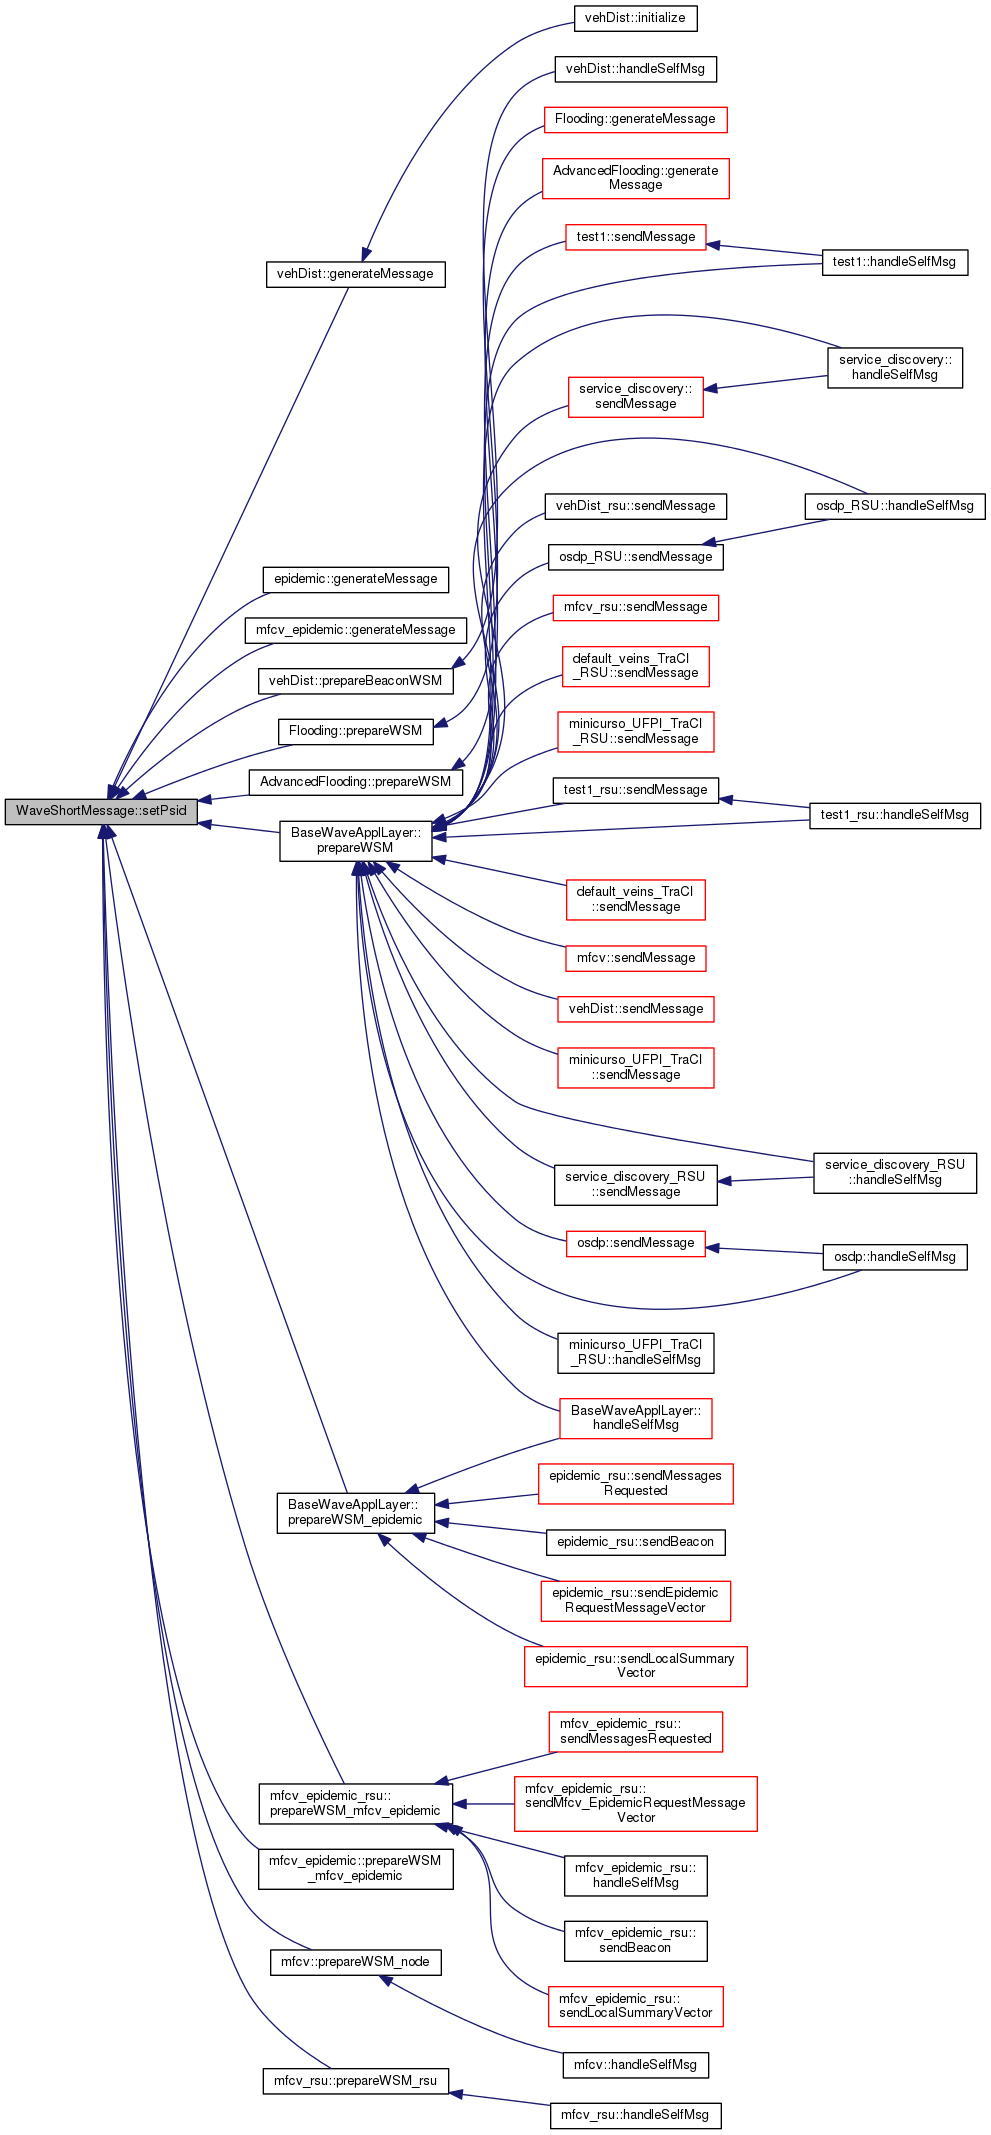 vehDist::initialize
vehDist::handleSelfMsg
Flooding::generateMessage
AdvancedFlooding::generate
Message
test1::sendMessage
test1::handleSelfMsg
vehDist::generateMessage
service_discovery::
handleSelfMsg
service_discovery::
sendMessage
vehDist_rsu::sendMessage
osdp_RSU::handleSelfMsg
osdp_RSU::sendMessage
epidemic::generateMessage
mfcv_rsu::sendMessage
mfcv_epidemic::generateMessage
default_veins_TraCI
_RSU::sendMessage
vehDist::prepareBeaconWSM
Flooding::prepareWSM
minicurso_UFPI_TraCI
_RSU::sendMessage
AdvancedFlooding::prepareWSM
test1_rsu::sendMessage
WaveShortMessage::setPsid
test1_rsu::handleSelfMsg
BaseWaveApplLayer::
prepareWSM
default_veins_TraCI
::sendMessage
mfcv::sendMessage
vehDist::sendMessage
minicurso_UFPI_TraCI
::sendMessage
service_discovery_RSU
::handleSelfMsg
service_discovery_RSU
::sendMessage
osdp::sendMessage
osdp::handleSelfMsg
minicurso_UFPI_TraCI
_RSU::handleSelfMsg
BaseWaveApplLayer::
handleSelfMsg
epidemic_rsu::sendMessages
Requested
BaseWaveApplLayer::
prepareWSM_epidemic
epidemic_rsu::sendBeacon
epidemic_rsu::sendEpidemic
RequestMessageVector
epidemic_rsu::sendLocalSummary
Vector
mfcv_epidemic_rsu::
sendMessagesRequested
mfcv_epidemic_rsu::
prepareWSM_mfcv_epidemic
mfcv_epidemic_rsu::
sendMfcv_EpidemicRequestMessage
Vector
mfcv_epidemic::prepareWSM
_mfcv_epidemic
mfcv_epidemic_rsu::
handleSelfMsg
mfcv_epidemic_rsu::
sendBeacon
mfcv::prepareWSM_node
mfcv_epidemic_rsu::
sendLocalSummaryVector
mfcv::handleSelfMsg
mfcv_rsu::prepareWSM_rsu
mfcv_rsu::handleSelfMsg